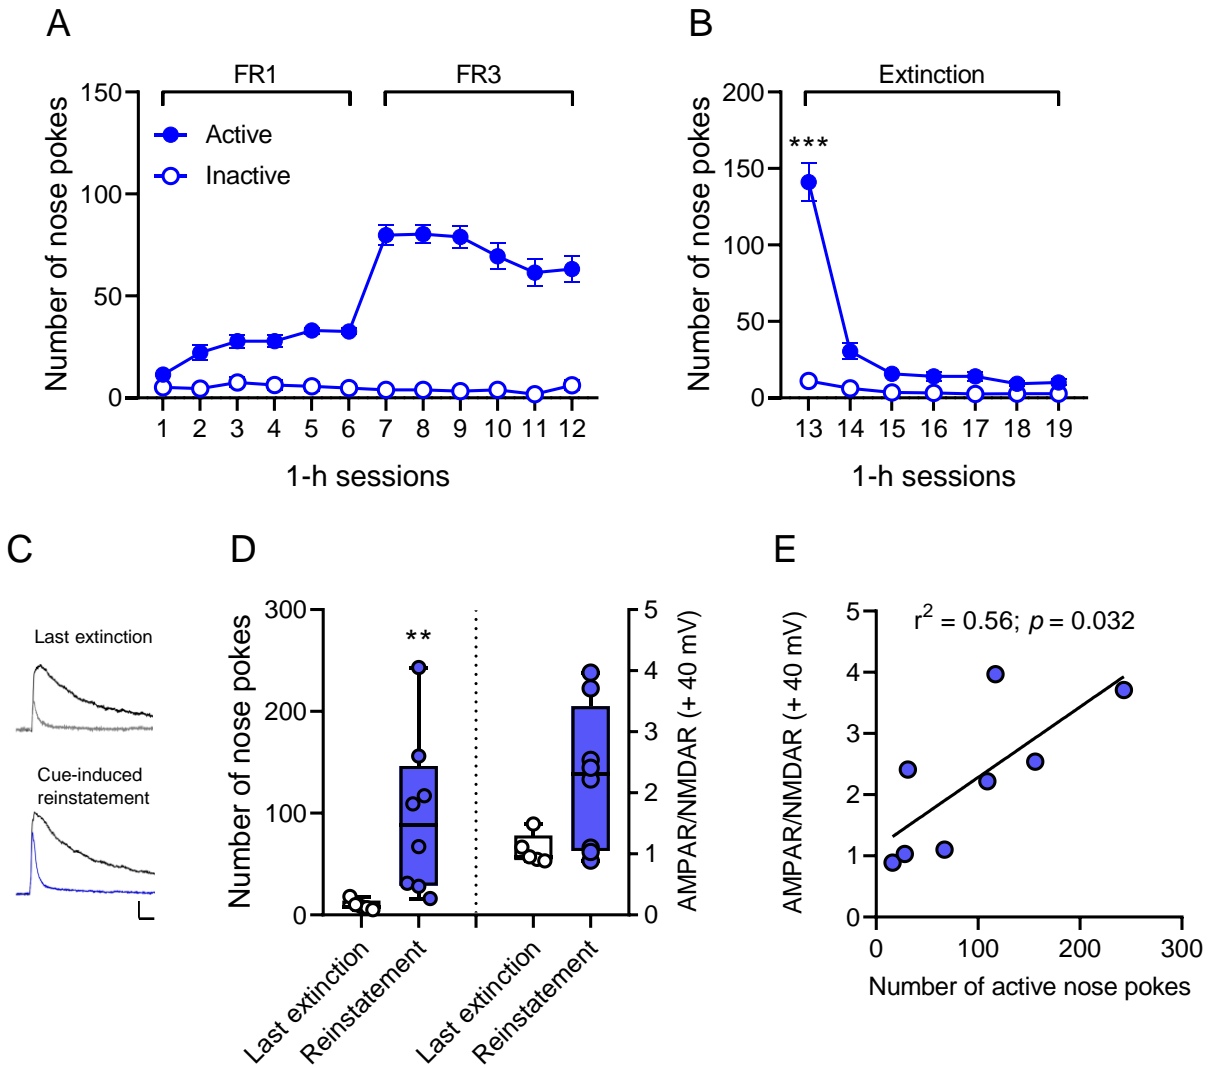 A
FR1
FR3
Number of nose pokes
150
100
50
0
Active
Inactive
1 2 3 4 5 6 7 8 9 10 11 12
1-h sessions
B
Extinction
Number of nose pokes
200
150
100
50
0
***
13 14 15 16 17 18 19
1-h sessions
C
Last extinction
Cue-induced
reinstatement
D
Number of nose pokes
300
200
100
0
**
5
4
3
2
1
0
AMPAR/NMDAR (+ 40 mV)
Last extinction
Reinstatement
Last extinction
Reinstatement
E
AMPAR/NMDAR (+ 40 mV)
5
4
3
2
1
0
r² = 0.56; p = 0.032
0 100 200 300
Number of active nose pokes